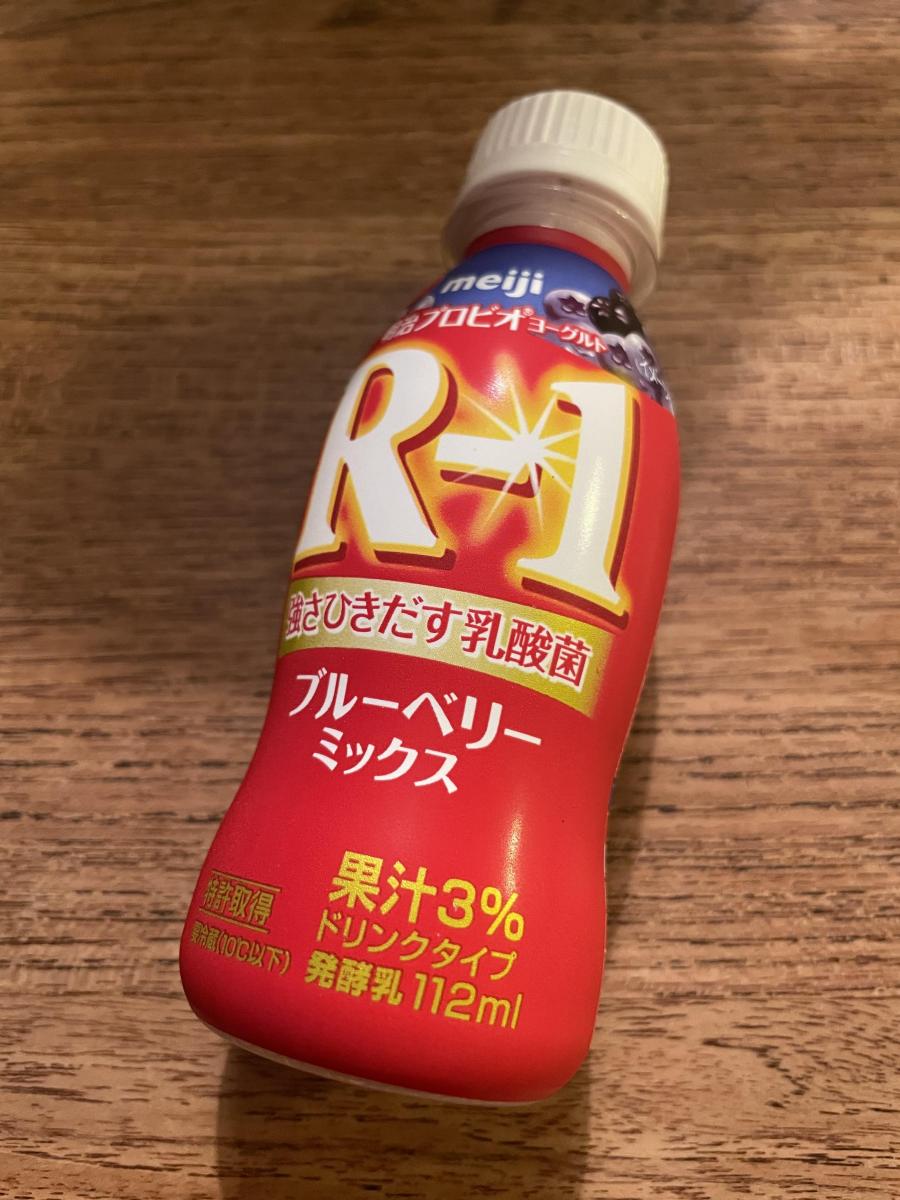 meiji
明治プロビオ®ヨーグルト
R-1
強さひきだす乳酸菌
ブルーベリー
ミックス
果汁3%
ドリンクタイプ
発酵乳 112ml
特許取得
要冷蔵(10℃以下)